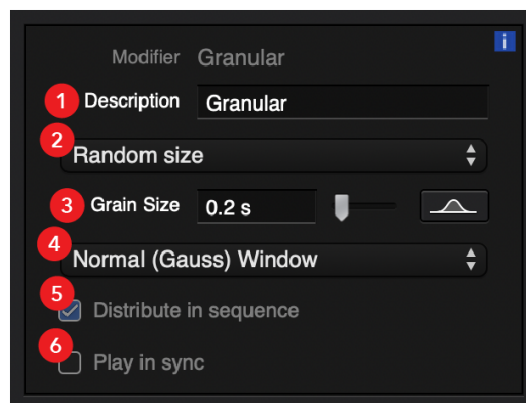 i
Modifier Granular
1 Description Granular
2
Random size
3 Grain Size 0.2 s
4
Normal (Gauss) Window
5
Distribute in sequence
6
Play in sync